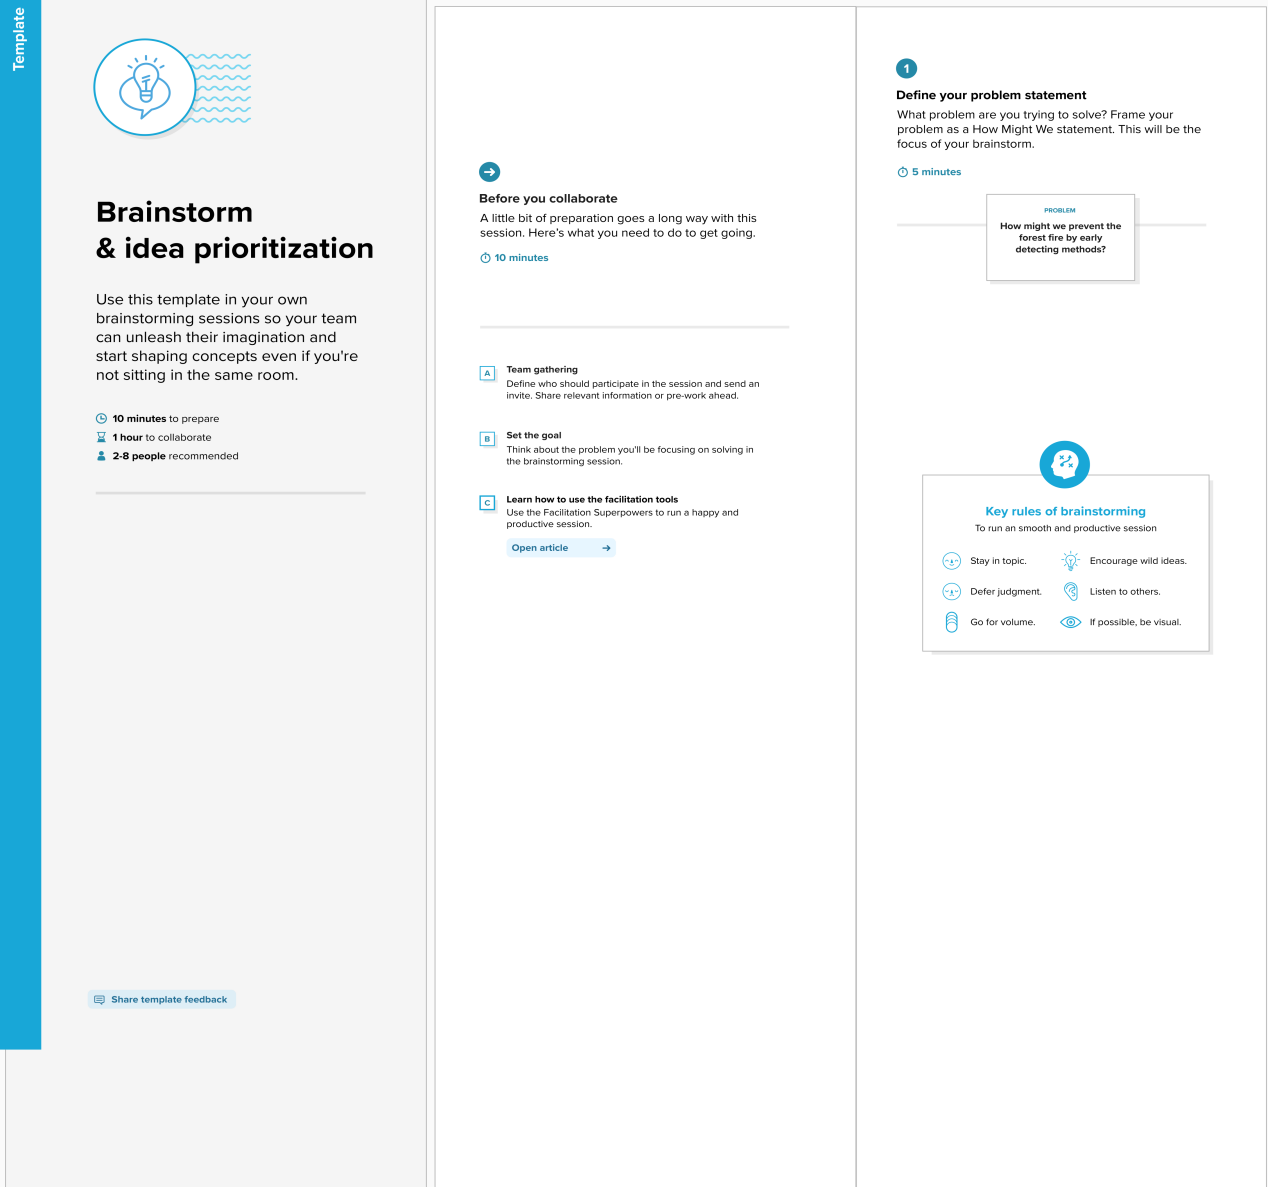 Template
Brainstorm
& idea prioritization
Use this template in your own
brainstorming sessions so your team
can unleash their imagination and
start shaping concepts even if you're
not sitting in the same room.
10 minutes to prepare
1 hour to collaborate
2-8 people recommended
Share template feedback
Before you collaborate
A little bit of preparation goes a long way with this
session. Here's what you need to do to get going.
10 minutes
A
Team gathering
Define who should participate in the session and send an
invite. Share relevant information or pre-work ahead.
B
Set the goal
Think about the problem you'll be focusing on solving in
the brainstorming session.
C
Learn how to use the facilitation tools
Use the Facilitation Superpowers to run a happy and
productive session.
Open article
1
Define your problem statement
What problem are you trying to solve? Frame your
problem as a How Might We statement. This will be the
focus of your brainstorm.
5 minutes
PROBLEM
How might we prevent the
forest fire by early
detecting methods?
Key rules of brainstorming
To run an smooth and productive session
Stay in topic.
Encourage wild ideas.
Defer judgment.
Listen to others.
Go for volume.
If possible, be visual.